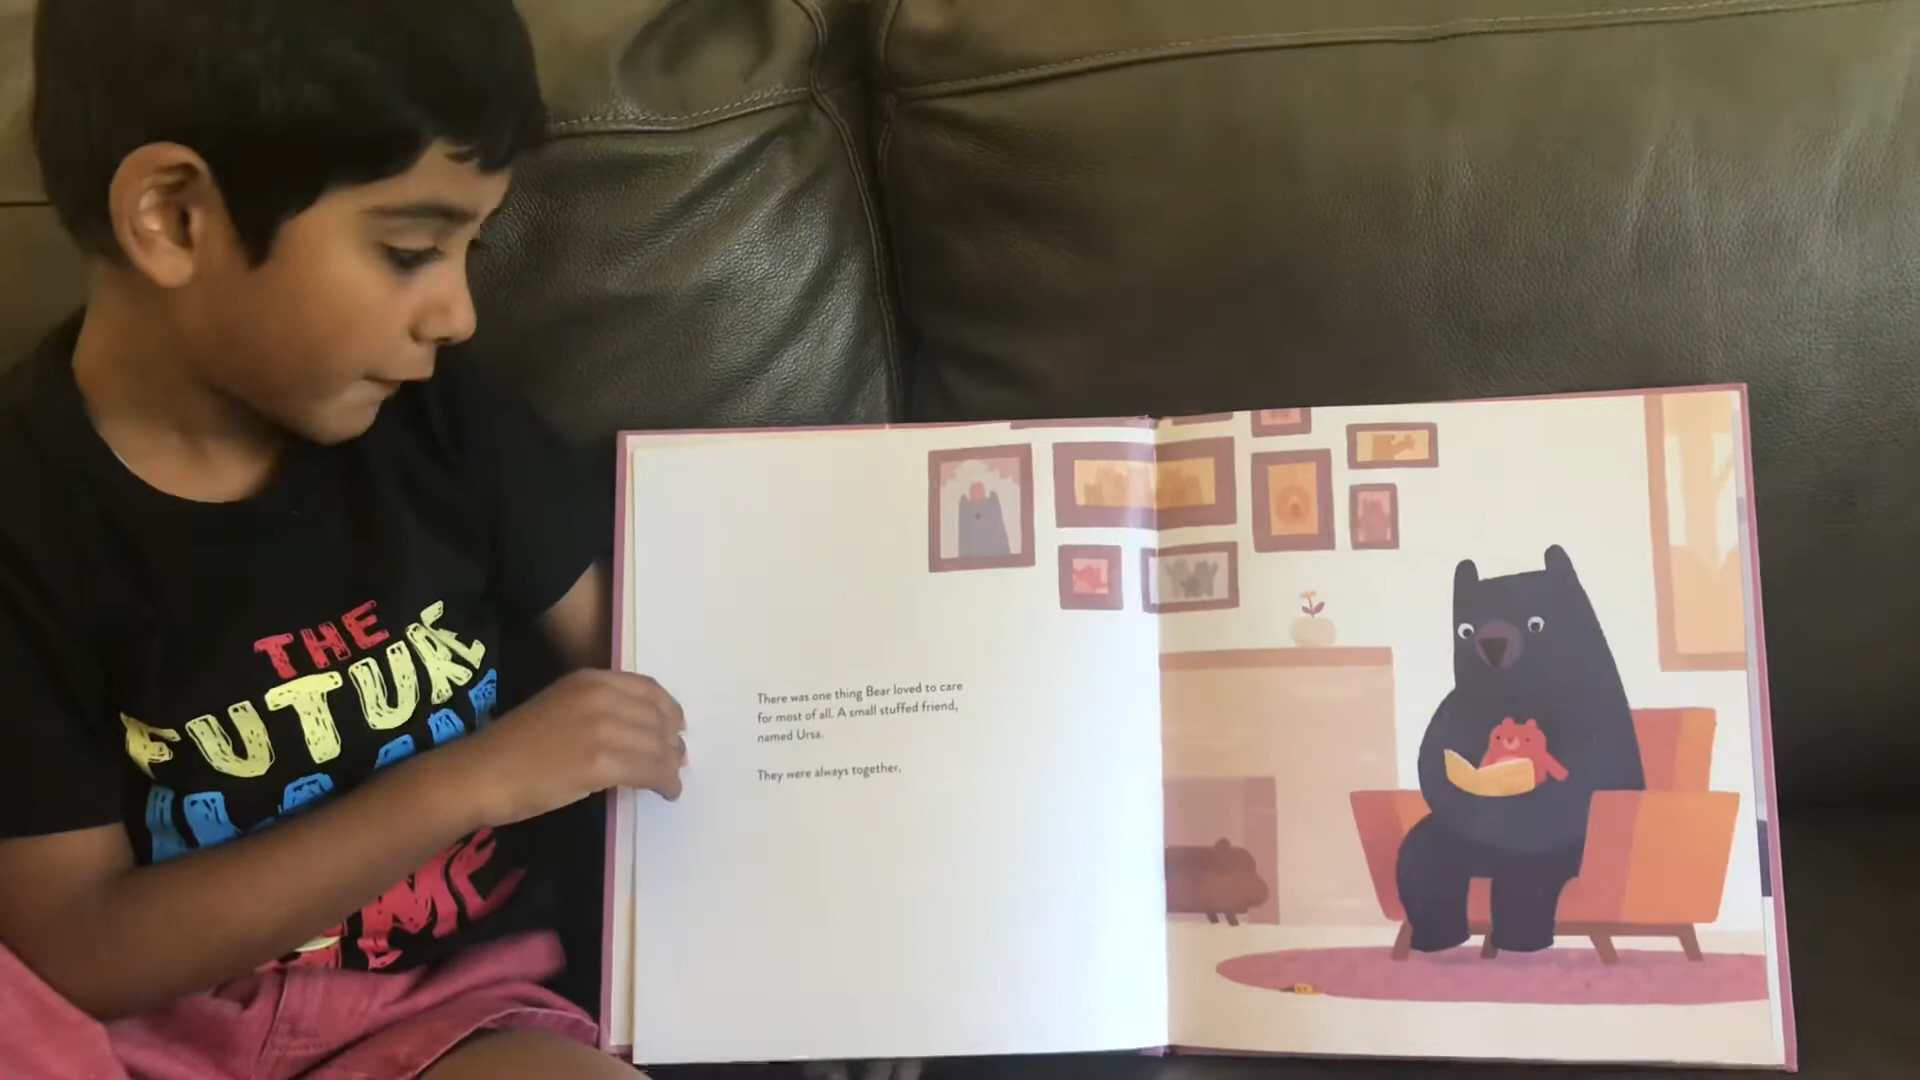 THE
FUTURE
There was one thing Bear loved to care
for most of all. A small stuffed friend,
named Ursa.
They were always together.